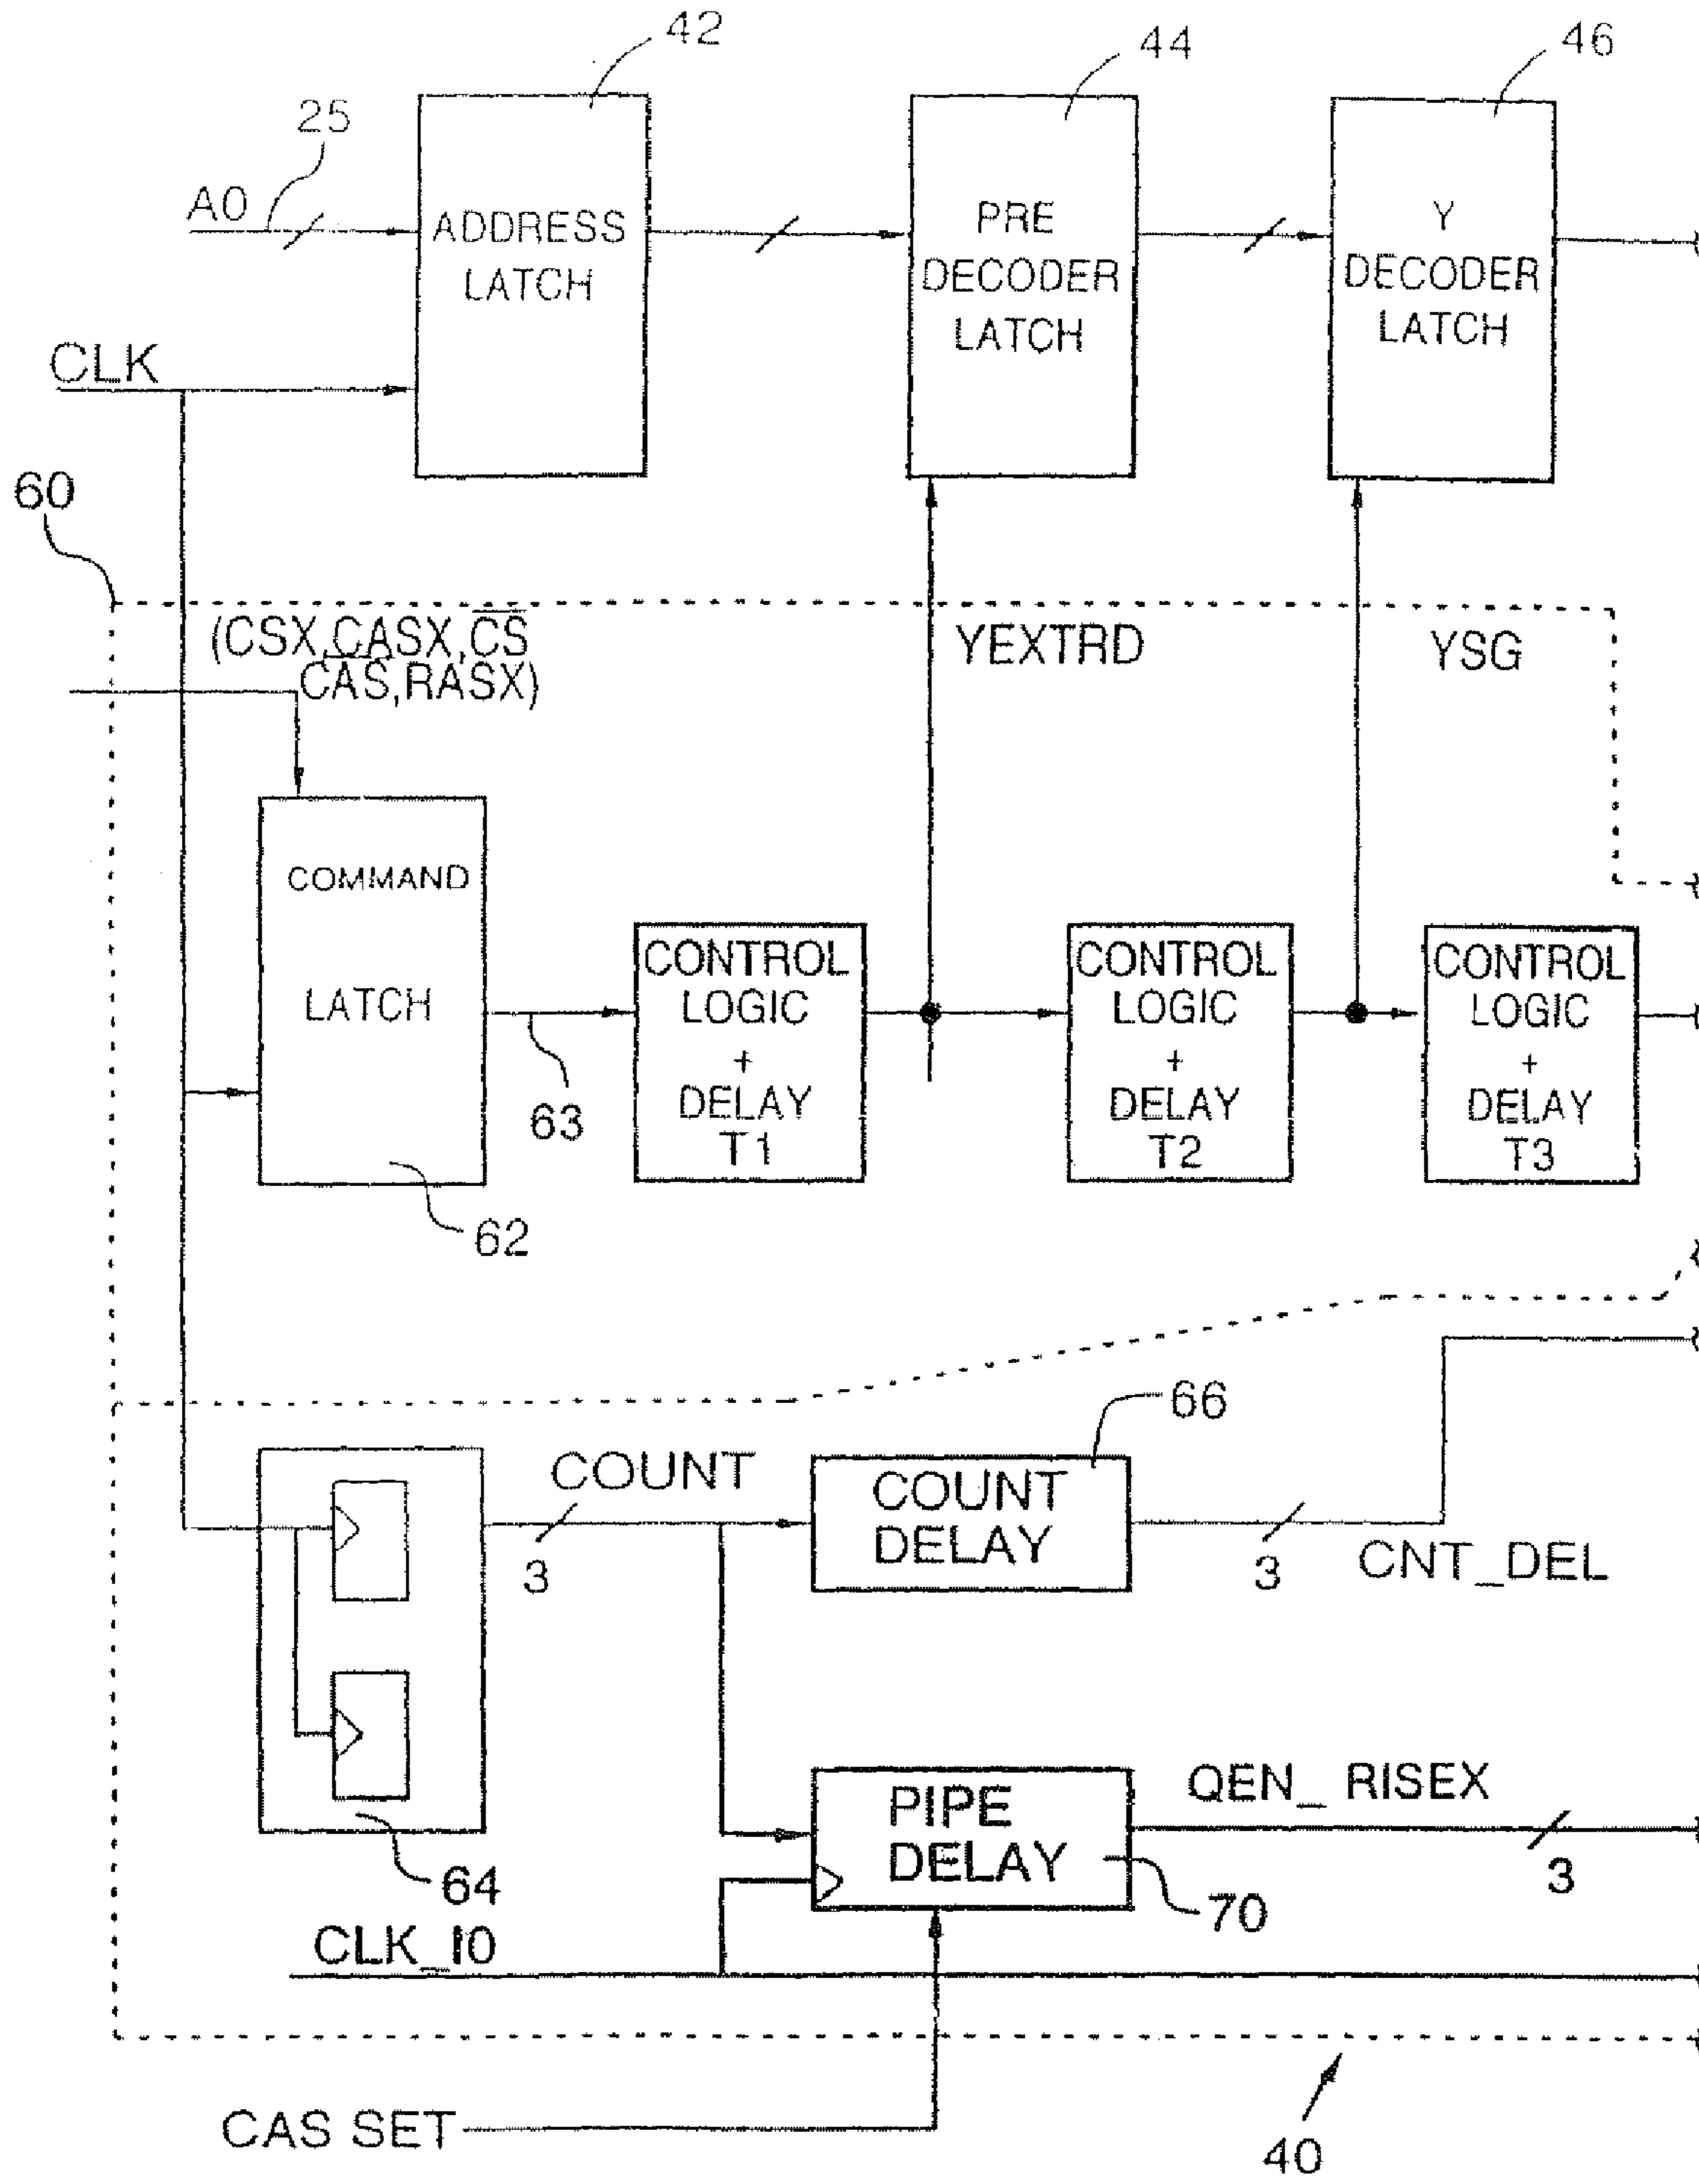 42
44
46
25
A0
ADDRESS
LATCH
PRE
DECODER
LATCH
Y
DECODER
LATCH
CLK
60
(CSX,CASX,C̅S̅
C̅A̅S̅,RASX)
YEXTRD
YSG
COMMAND
LATCH
63
62
CONTROL
LOGIC
+
DELAY
T1
CONTROL
LOGIC
+
DELAY
T2
CONTROL
LOGIC
+
DELAY
T3
66
COUNT
3
COUNT
DELAY
3
CNT_DEL
64
PIPE
DELAY
70
QEN_ RISEX
3
CLK_I0
CAS SET
40